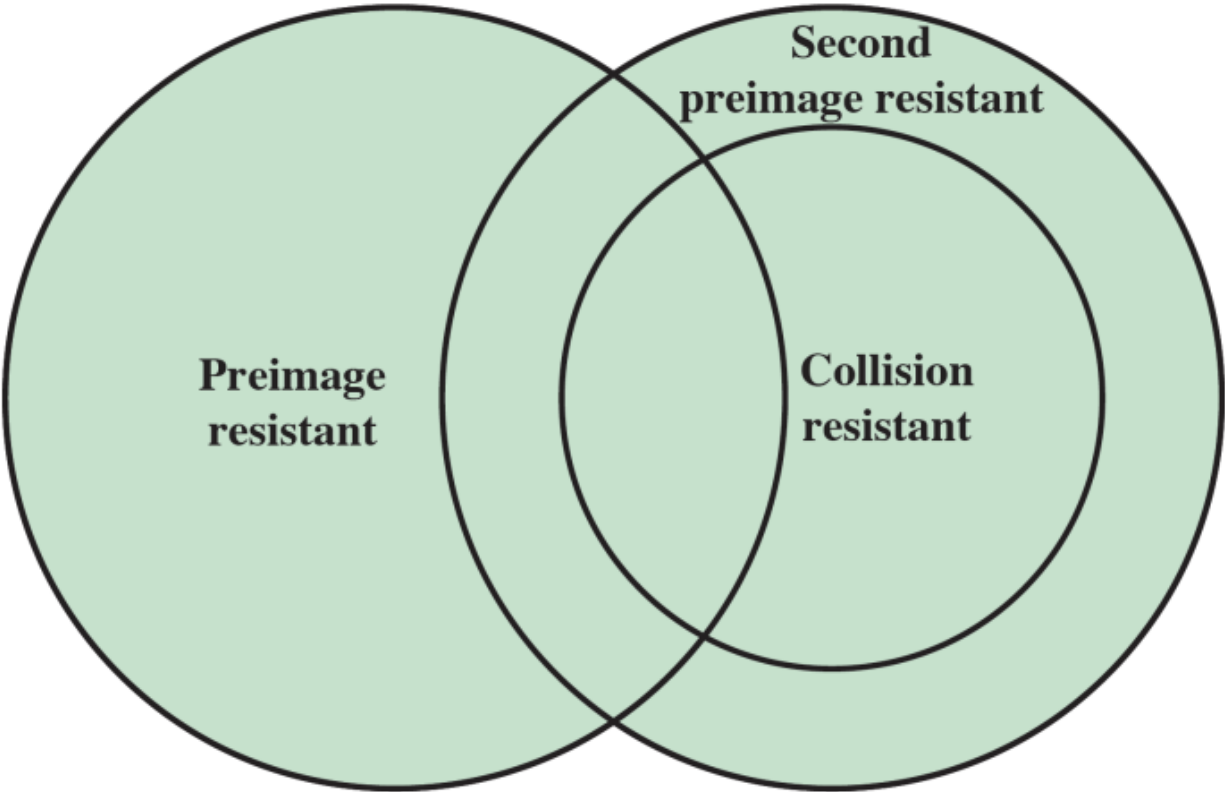 Second
preimage resistant
Preimage
resistant
Collision
resistant